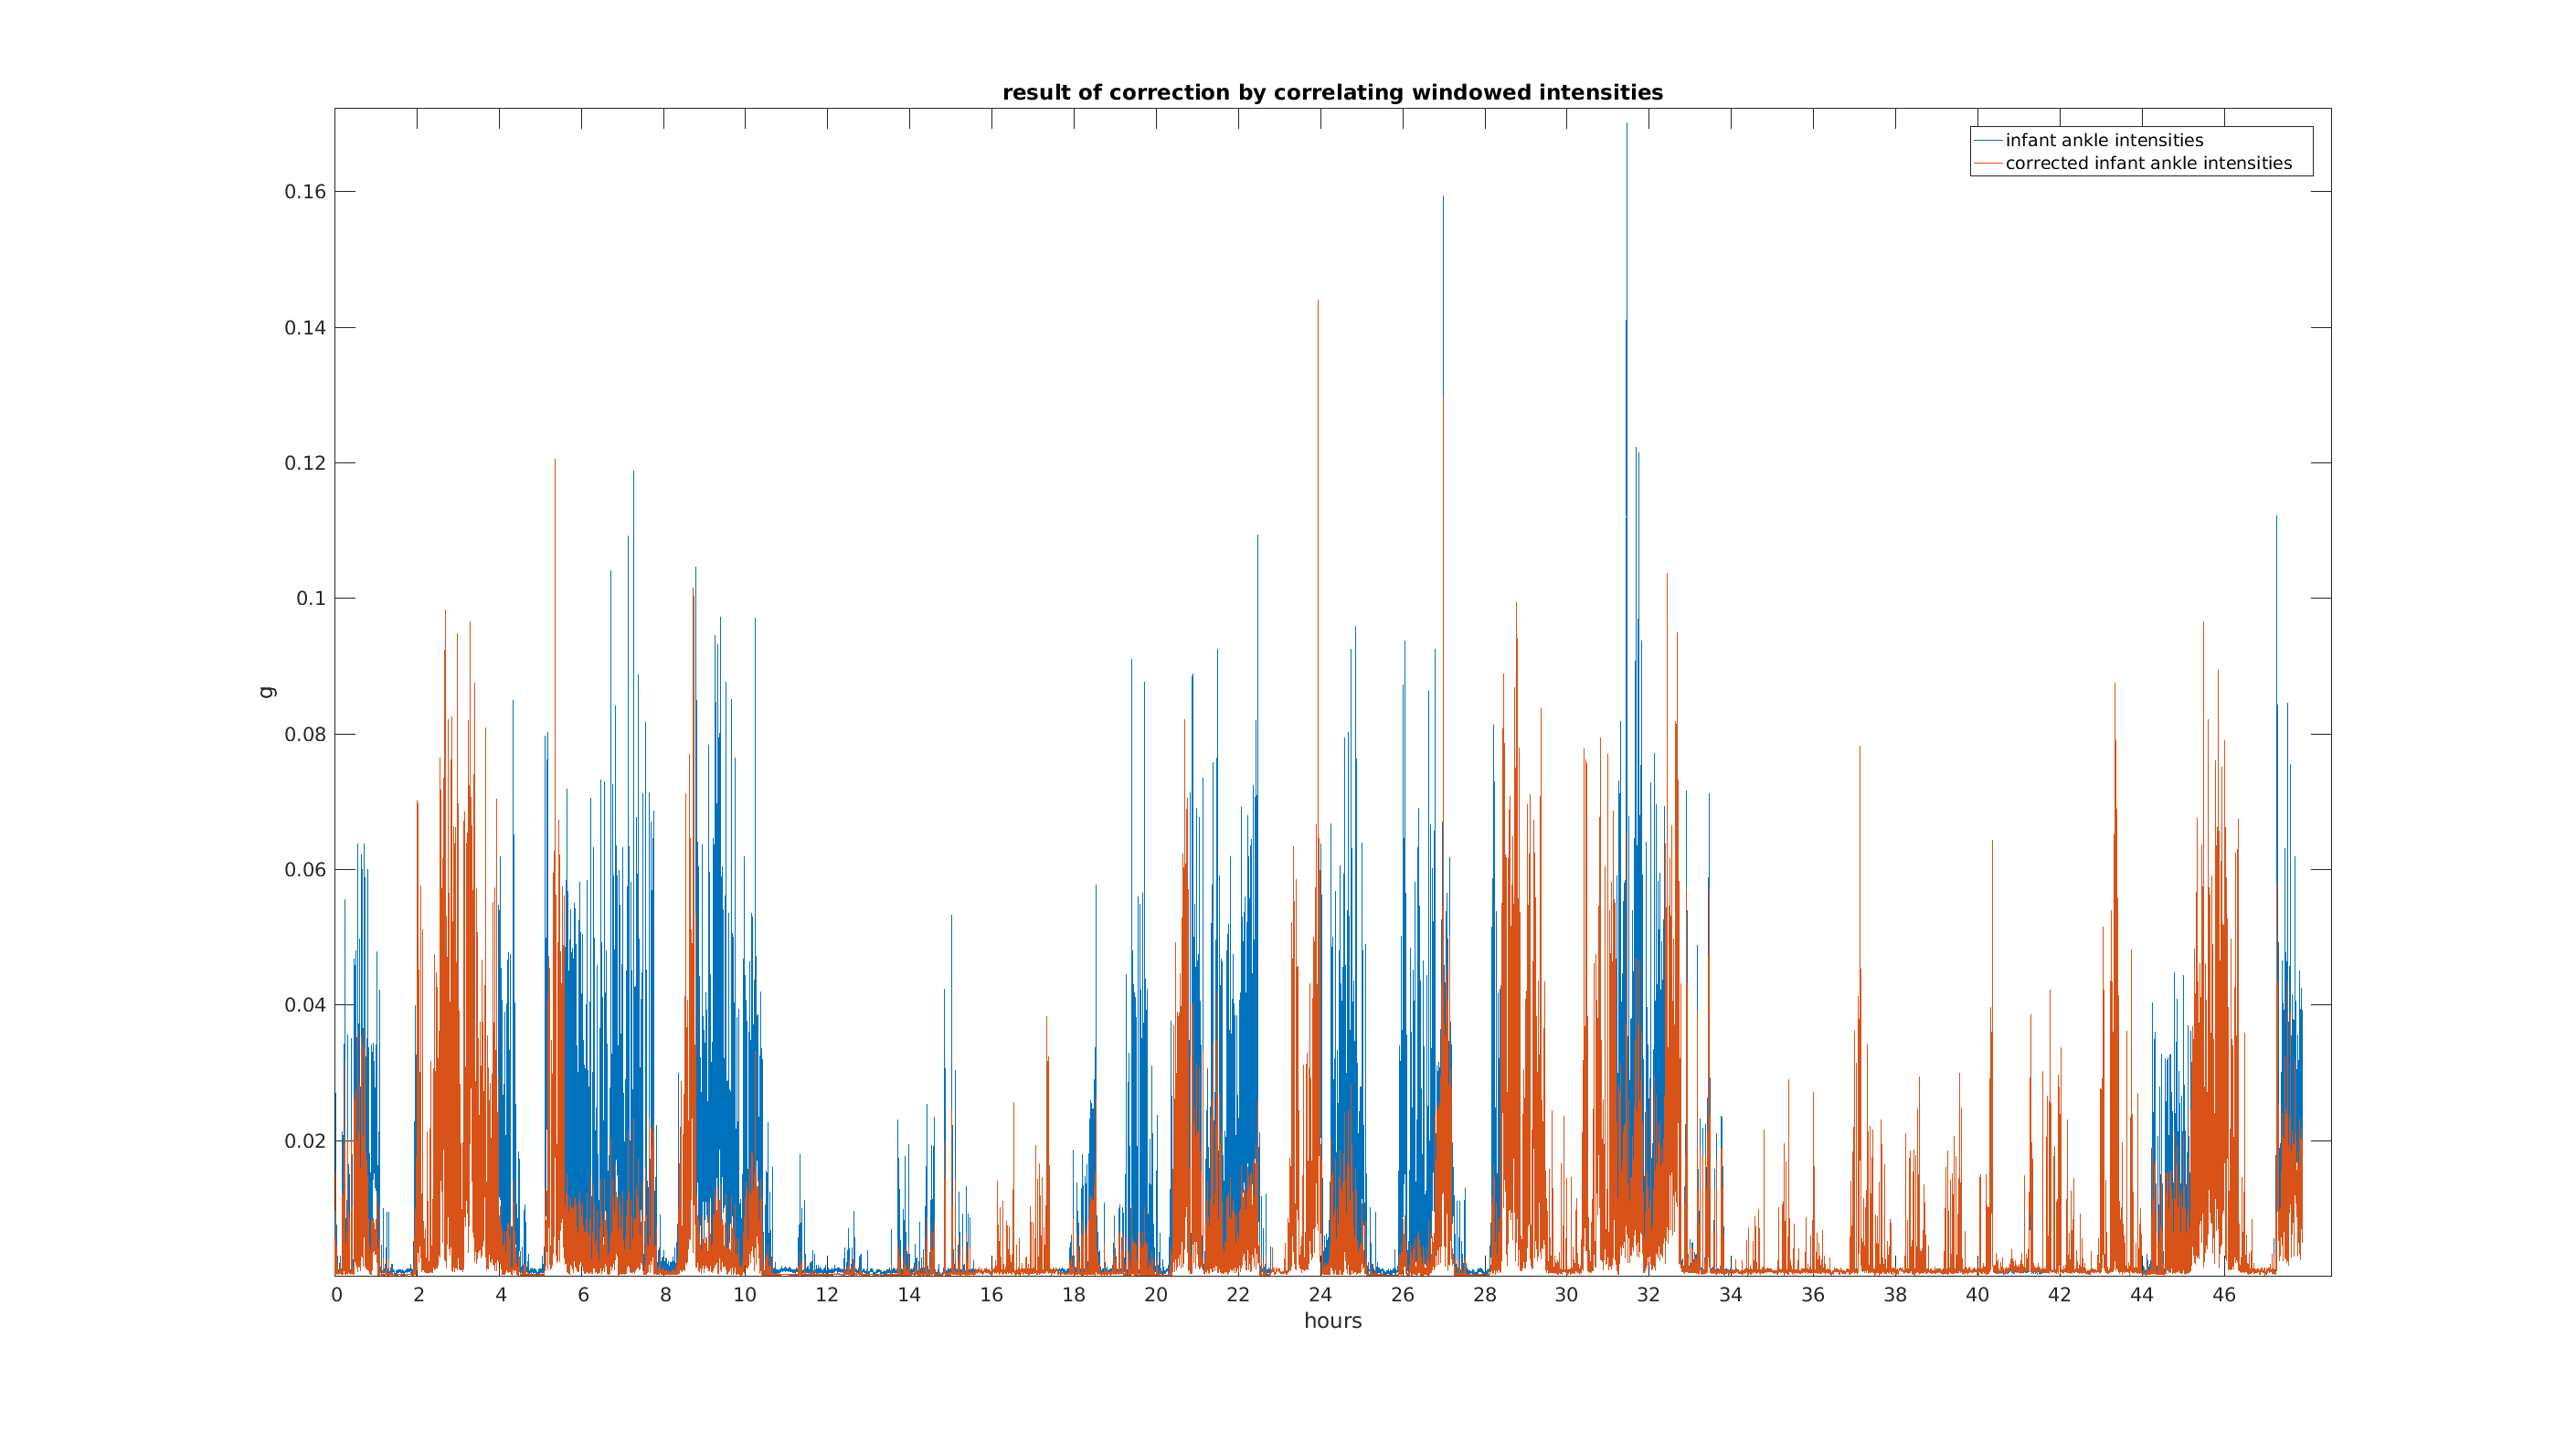 result of correction by correlating windowed intensities
infant ankle intensities
corrected infant ankle intensities
0.16
0.14
0.12
0.1
0.08
0.06
0.04
0.02
g
0 2 4 6 8 10 12 14 16 18 20 22 24 26 28 30 32 34 36 38 40 42 44 46
hours